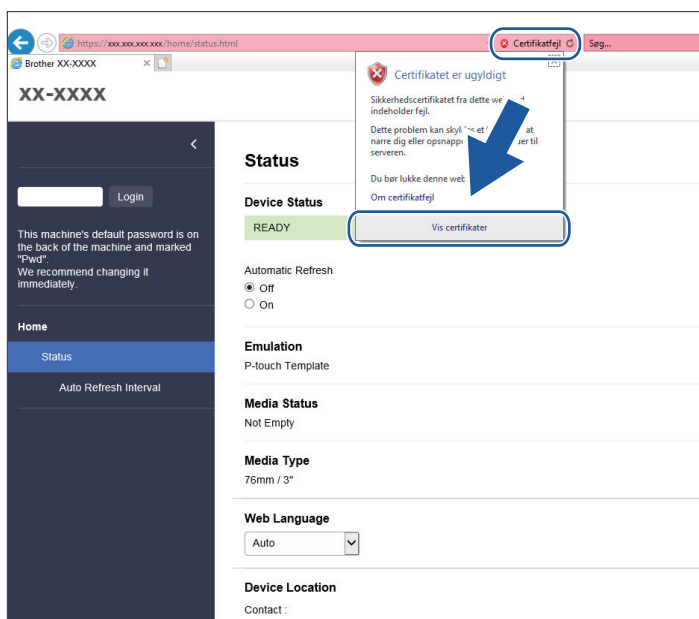 https://xxx.xxx.xxx.xxx/home/status.html
Certifikatfejl
Søg...
Brother XX-XXXX
XX-XXXX
Certifikatet er ugyldigt
Sikkerhedscertifikatet fra dette
indeholder fejl.
Dette problem kan et at
narre dig eller til
serveren.
Du bør lukke denne
Om certifikatfejl
Vis certifikater
Login
This machine's default password is on
the back of the machine and marked
"Pwd".
We recommend changing it
immediately.
Home
Status
Auto Refresh Interval
Status
Device Status
READY
Automatic Refresh
Off
On
Emulation
P-touch Template
Media Status
Not Empty
Media Type
76mm / 3"
Web Language
Auto
Device Location
Contact :